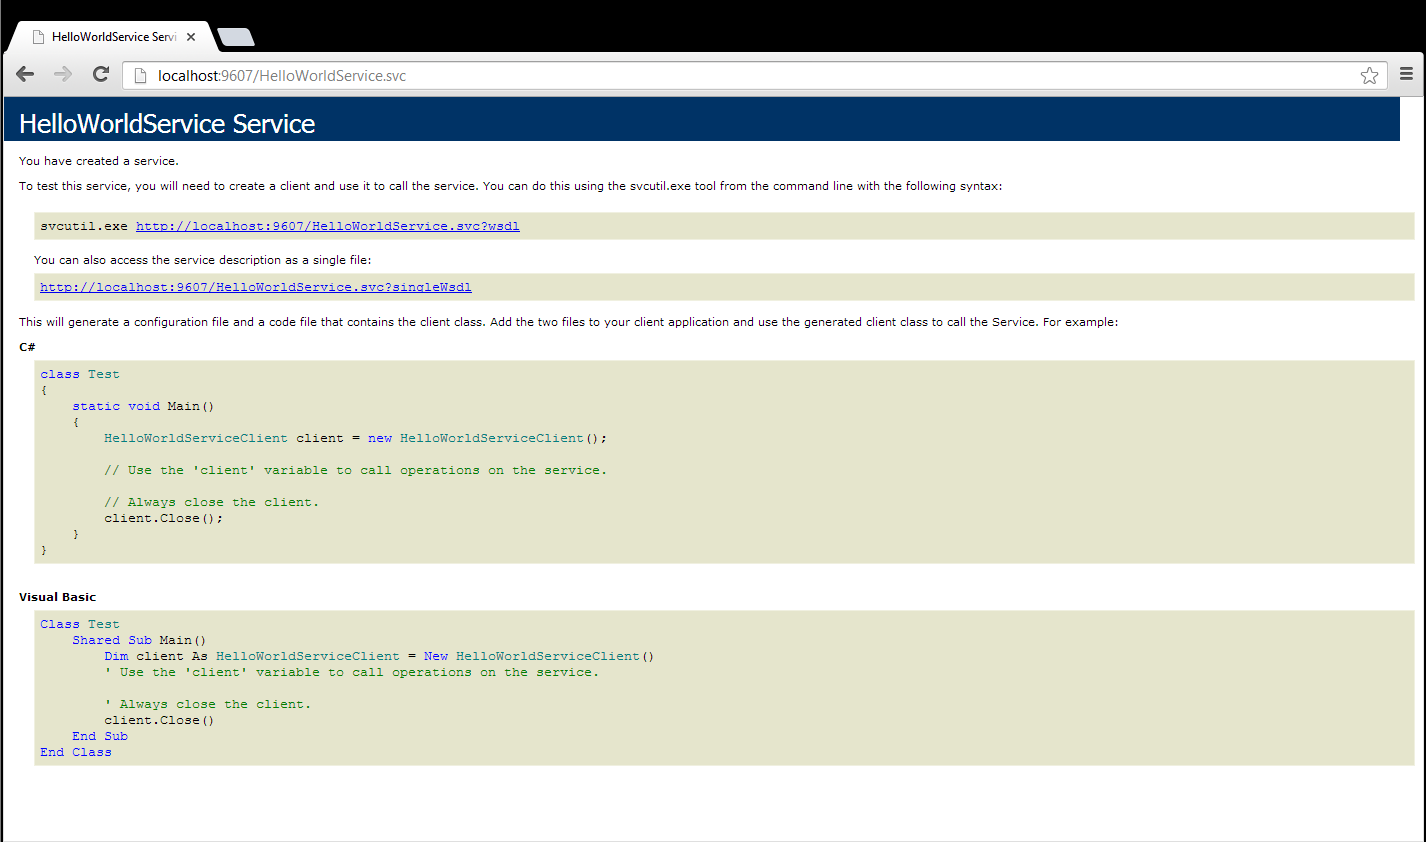 HelloWorldService Servi
localhost:9607/HelloWorldService.svc
HelloWorldService Service
You have created a service.
To test this service, you will need to create a client and use it to call the service. You can do this using the svcutil.exe tool from the command line with the following syntax:
svcutil.exe http://localhost:9607/HelloWorldService.svc?wsdl
You can also access the service description as a single file:
http://localhost:9607/HelloWorldService.svc?singleWsdl
This will generate a configuration file and a code file that contains the client class. Add the two files to your client application and use the generated client class to call the Service. For example:
C#
class Test
{
    static void Main()
    {
        HelloWorldServiceClient client = new HelloWorldServiceClient();
        // Use the 'client' variable to call operations on the service.
        // Always close the client.
        client.Close();
    }
}
Visual Basic
Class Test
    Shared Sub Main()
        Dim client As HelloWorldServiceClient = New HelloWorldServiceClient()
        ' Use the 'client' variable to call operations on the service.
        ' Always close the client.
        client.Close()
    End Sub
End Class